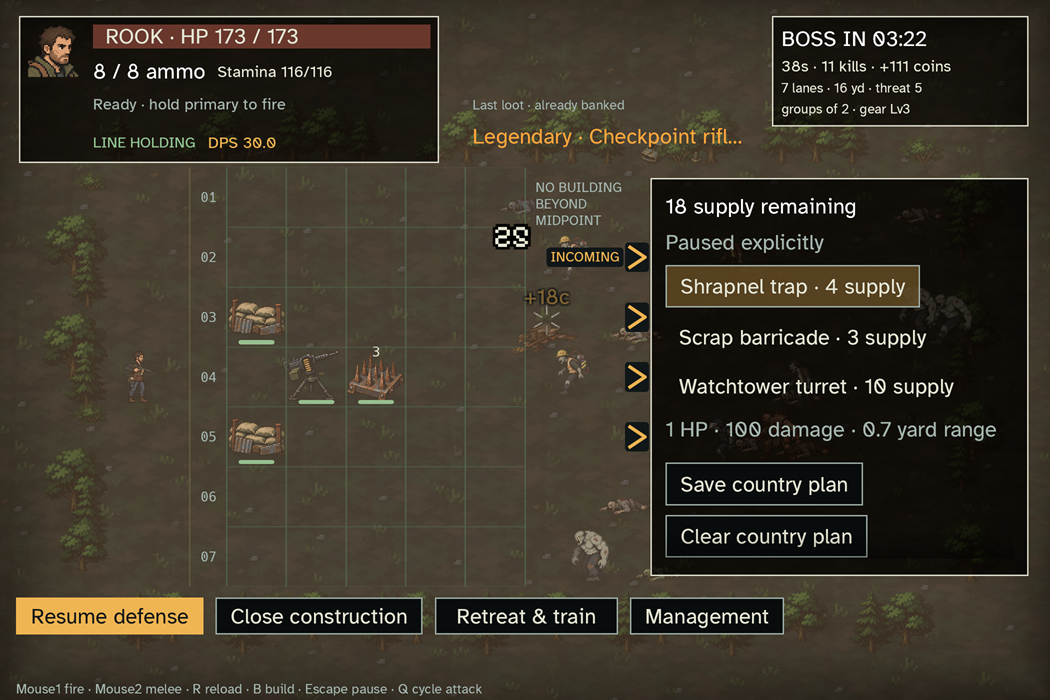 ROOK · HP 173 / 173
8 / 8 ammo Stamina 116/116
Ready · hold primary to fire
LINE HOLDING DPS 30.0
Last loot · already banked
Legendary · Checkpoint rifl...
BOSS IN 03:22
38s · 11 kills · +111 coins
7 lanes · 16 yd · threat 5
groups of 2 · gear Lv3
01
02
03
04
05
06
07
NO BUILDING
BEYOND
MIDPOINT
INCOMING
+18c
3
18 supply remaining
Paused explicitly
Shrapnel trap · 4 supply
Scrap barricade · 3 supply
Watchtower turret · 10 supply
1 HP · 100 damage · 0.7 yard range
Save country plan
Clear country plan
Resume defense
Close construction
Retreat & train
Management
Mouse1 fire · Mouse2 melee · R reload · B build · Escape pause · Q cycle attack